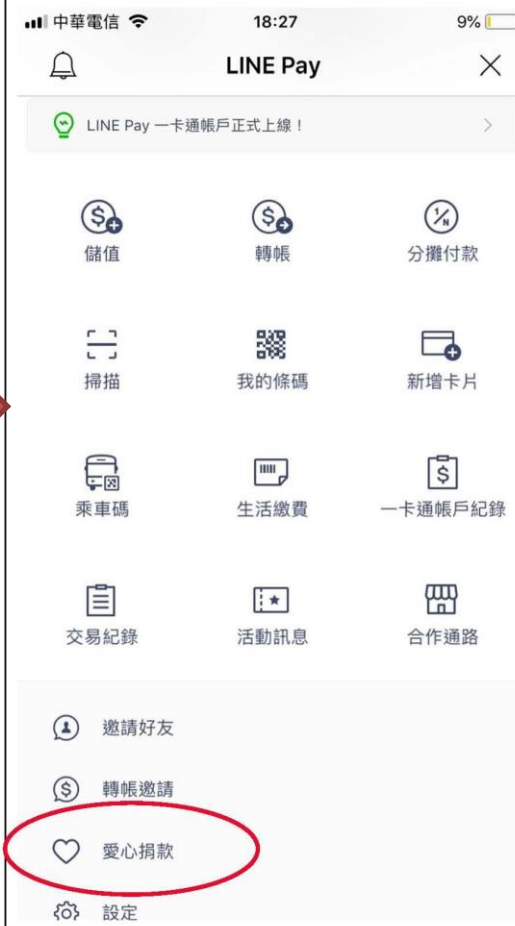 中華電信 18:27 9%
LINE Pay
LINE Pay 一卡通帳戶正式上線！
儲值 轉帳 分攤付款
掃描 我的條碼 新增卡片
乘車碼 生活繳費 一卡通帳戶紀錄
交易紀錄 活動訊息 合作通路
邀請好友
轉帳邀請
愛心捐款
設定